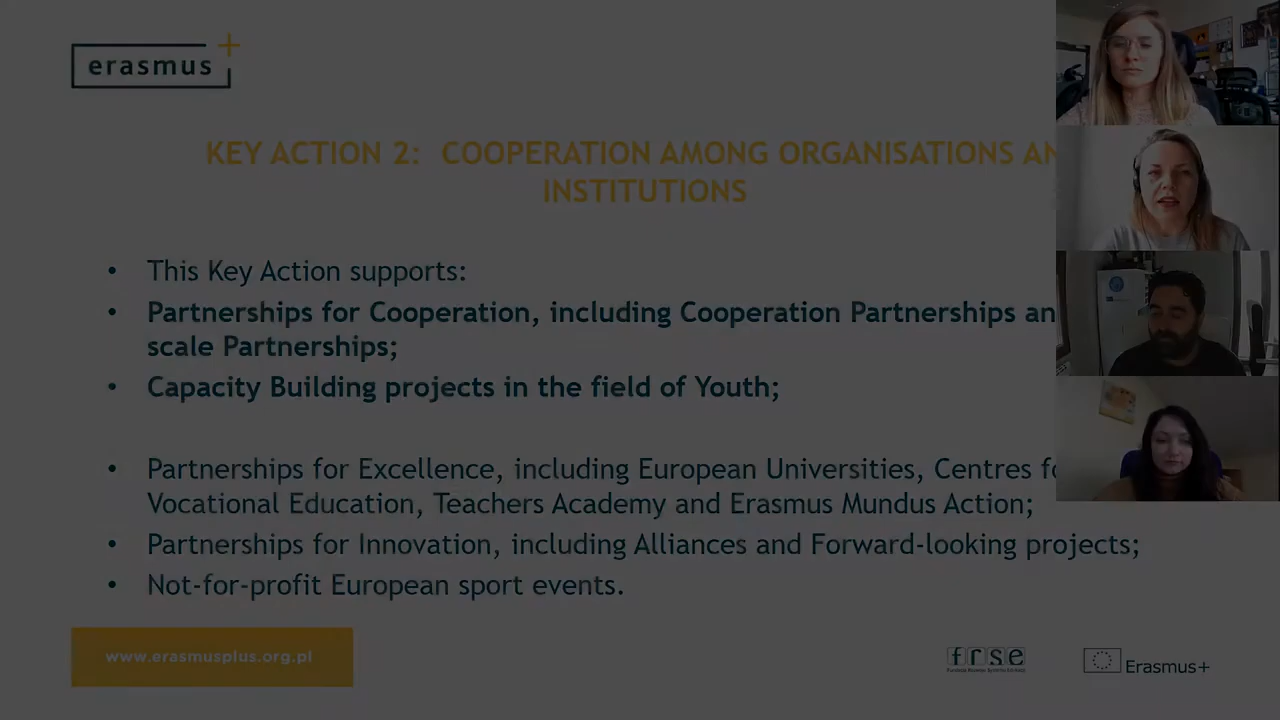 erasmus+
KEY ACTION 2: COOPERATION AMONG ORGANISATIONS AN
INSTITUTIONS
• This Key Action supports:
• Partnerships for Cooperation, including Cooperation Partnerships an
scale Partnerships;
• Capacity Building projects in the field of Youth;
• Partnerships for Excellence, including European Universities, Centres fo
Vocational Education, Teachers Academy and Erasmus Mundus Action;
• Partnerships for Innovation, including Alliances and Forward-looking projects;
• Not-for-profit European sport events.
www.erasmusplus.org.pl
frse
Erasmus+